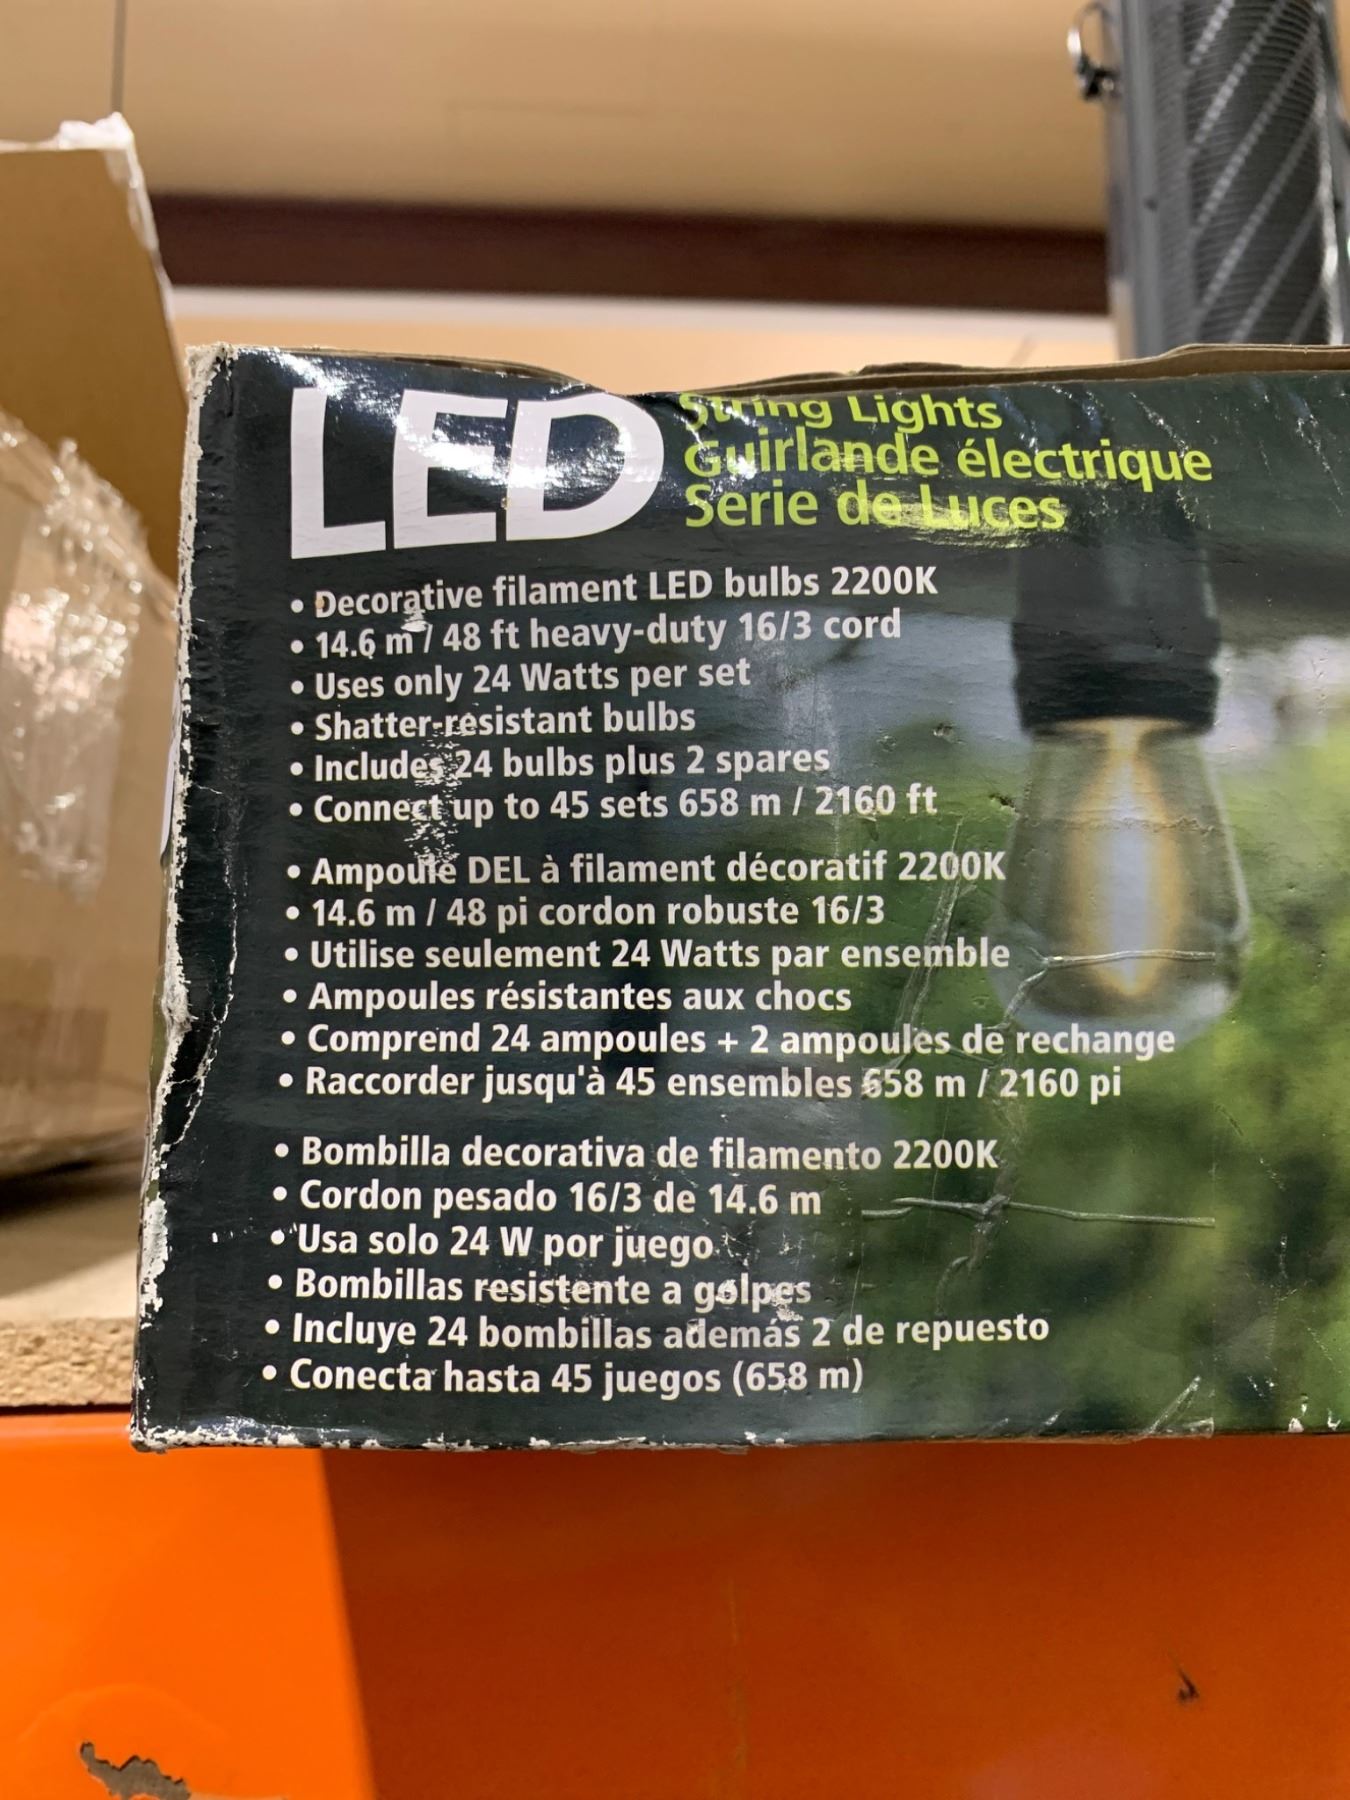 LED
String Lights
Guirlande électrique
Serie de Luces
• Decorative filament LED bulbs 2200K
• 14.6 m / 48 ft heavy-duty 16/3 cord
• Uses only 24 Watts per set
• Shatter-resistant bulbs
• Includes 24 bulbs plus 2 spares
• Connect up to 45 sets 658 m / 2160 ft
• Ampoule DEL à filament décoratif 2200K
• 14.6 m / 48 pi cordon robuste 16/3
• Utilise seulement 24 Watts par ensemble
• Ampoules résistantes aux chocs
• Comprend 24 ampoules + 2 ampoules de rechange
• Raccorder jusqu'à 45 ensembles 658 m / 2160 pi
• Bombilla decorativa de filamento 2200K
• Cordon pesado 16/3 de 14.6 m
• Usa solo 24 W por juego
• Bombillas resistente a golpes
• Incluye 24 bombillas además 2 de repuesto
• Conecta hasta 45 juegos (658 m)